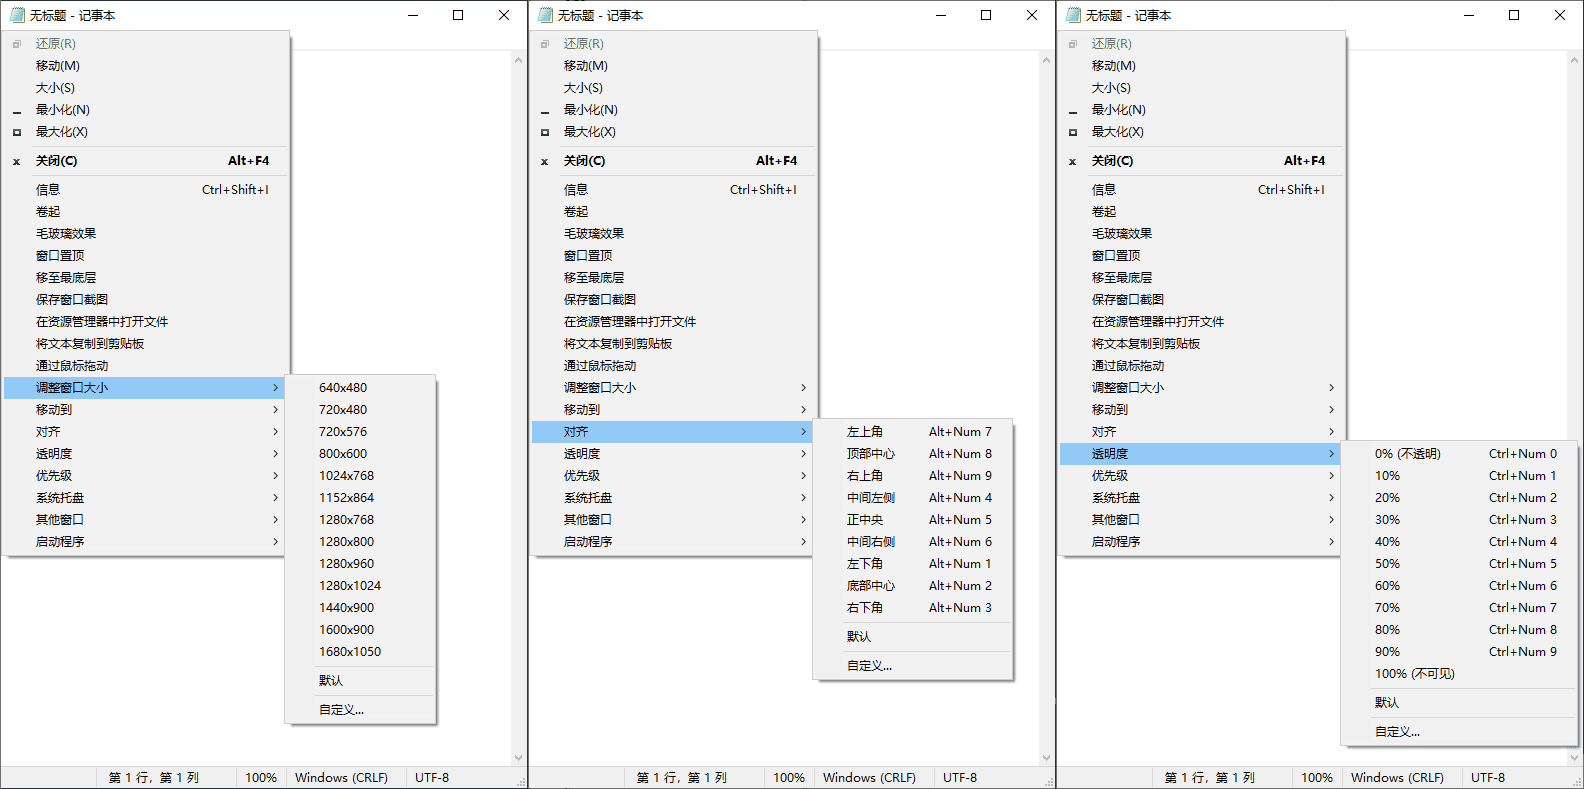 无标题 - 记事本
还原(R)
移动(M)
大小(S)
最小化(N)
最大化(X)
关闭(C) Alt+F4
信息 Ctrl+Shift+I
卷起
毛玻璃效果
窗口置顶
移至最底层
保存窗口截图
在资源管理器中打开文件
将文本复制到剪贴板
通过鼠标拖动
调整窗口大小
移动到
对齐
透明度
优先级
系统托盘
其他窗口
启动程序
640x480
720x480
720x576
800x600
1024x768
1152x864
1280x768
1280x800
1280x960
1280x1024
1440x900
1600x900
1680x1050
默认
自定义...
第 1 行，第 1 列 100% Windows (CRLF) UTF-8
无标题 - 记事本
还原(R)
移动(M)
大小(S)
最小化(N)
最大化(X)
关闭(C) Alt+F4
信息 Ctrl+Shift+I
卷起
毛玻璃效果
窗口置顶
移至最底层
保存窗口截图
在资源管理器中打开文件
将文本复制到剪贴板
通过鼠标拖动
调整窗口大小
移动到
对齐
透明度
优先级
系统托盘
其他窗口
启动程序
左上角 Alt+Num 7
顶部中心 Alt+Num 8
右上角 Alt+Num 9
中间左侧 Alt+Num 4
正中央 Alt+Num 5
中间右侧 Alt+Num 6
左下角 Alt+Num 1
底部中心 Alt+Num 2
右下角 Alt+Num 3
默认
自定义...
第 1 行，第 1 列 100% Windows (CRLF) UTF-8
无标题 - 记事本
还原(R)
移动(M)
大小(S)
最小化(N)
最大化(X)
关闭(C) Alt+F4
信息 Ctrl+Shift+I
卷起
毛玻璃效果
窗口置顶
移至最底层
保存窗口截图
在资源管理器中打开文件
将文本复制到剪贴板
通过鼠标拖动
调整窗口大小
移动到
对齐
透明度
优先级
系统托盘
其他窗口
启动程序
0% (不透明) Ctrl+Num 0
10% Ctrl+Num 1
20% Ctrl+Num 2
30% Ctrl+Num 3
40% Ctrl+Num 4
50% Ctrl+Num 5
60% Ctrl+Num 6
70% Ctrl+Num 7
80% Ctrl+Num 8
90% Ctrl+Num 9
100% (不可见)
默认
自定义...
第 1 行，第 1 列 100% Windows (CRLF) UTF-8